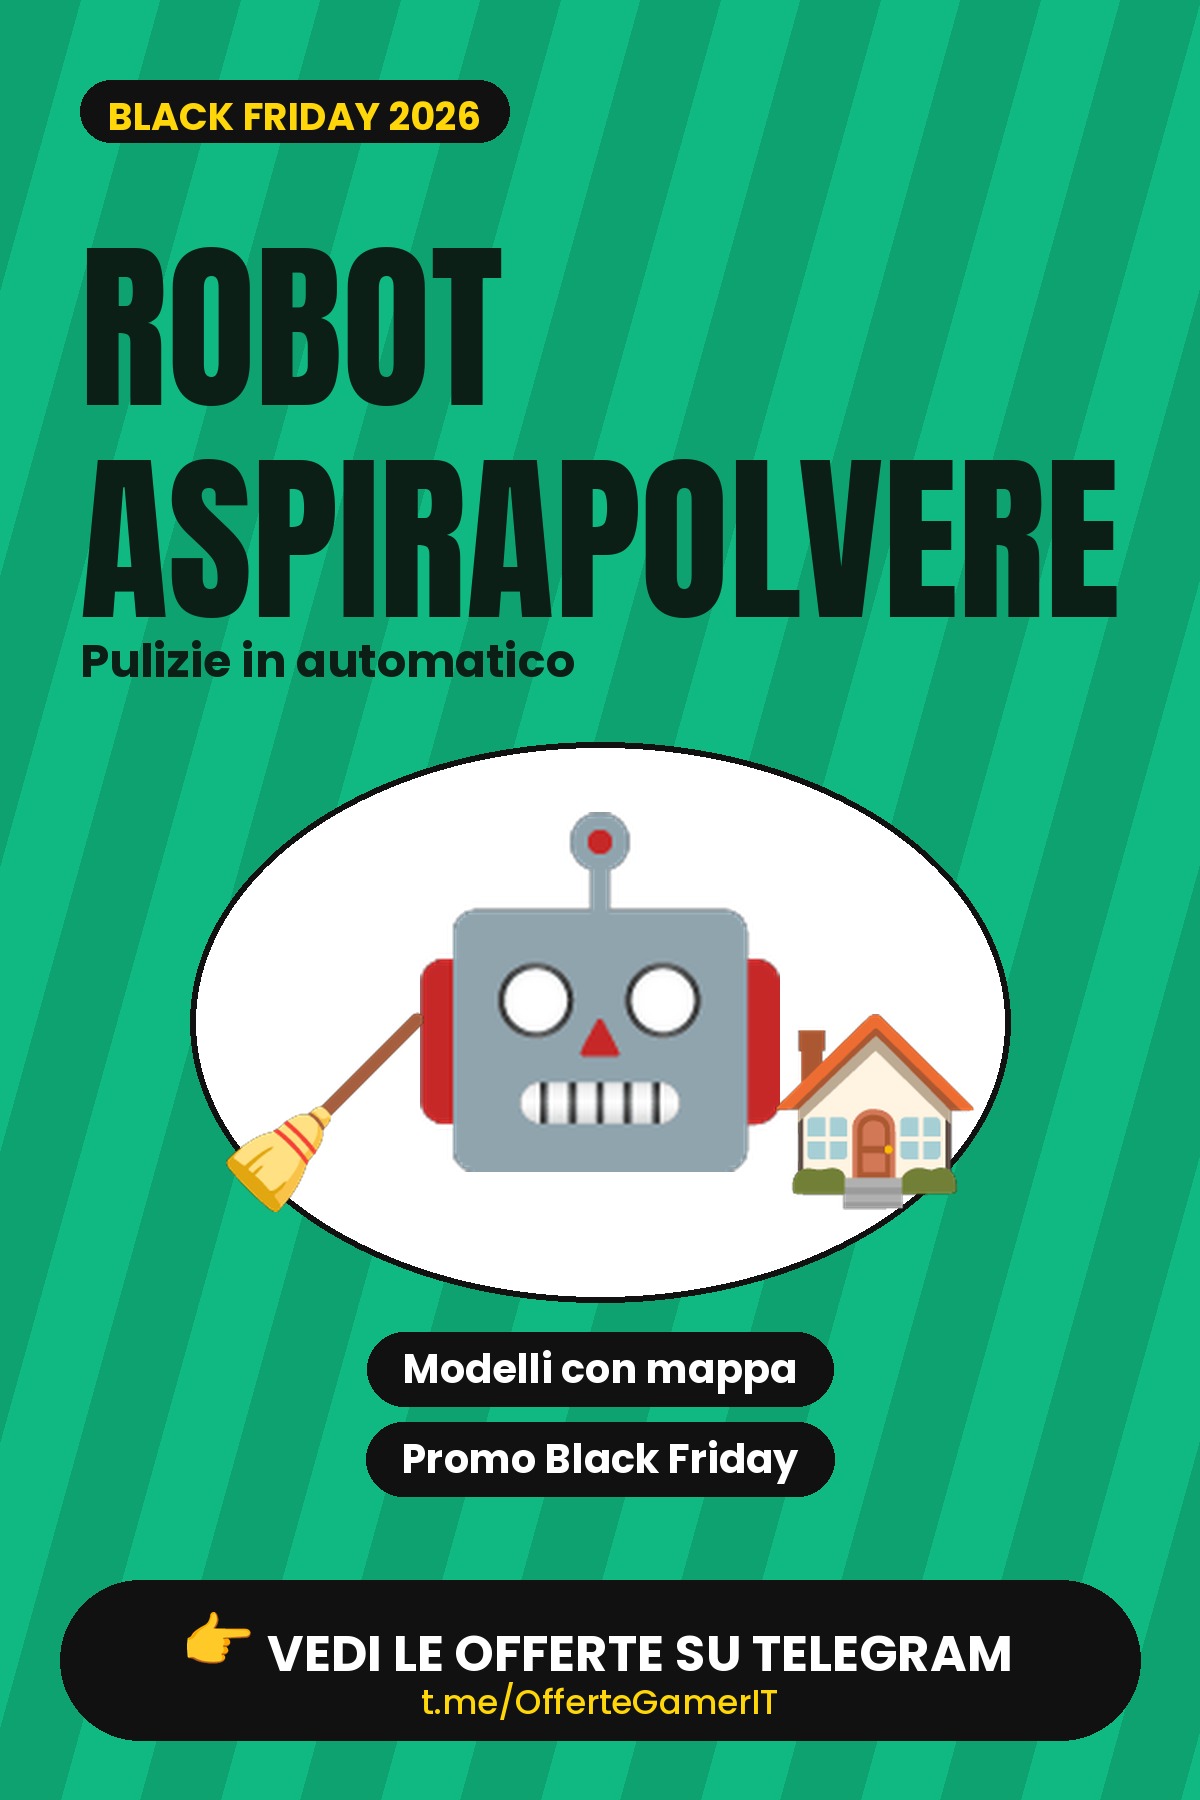 BLACK FRIDAY 2026
ROBOT
ASPIRAPOLVERE
Pulizie in automatico
Modelli con mappa
Promo Black Friday
👉 VEDI LE OFFERTE SU TELEGRAM
t.me/OfferteGamerIT